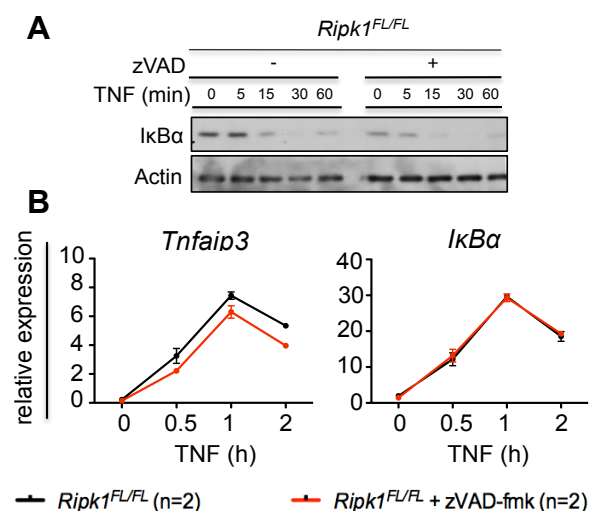 A
Ripk1FL/FL
zVAD - +
TNF (min) 0 5 15 30 60 0 5 15 30 60
IκBα
Actin
B
relative expression
Tnfaip3
10
8
6
4
2
0
0 0.5 1 2
TNF (h)
IκBα
40
30
20
10
0
0 0.5 1 2
TNF (h)
Ripk1FL/FL (n=2) Ripk1FL/FL + zVAD-fmk (n=2)